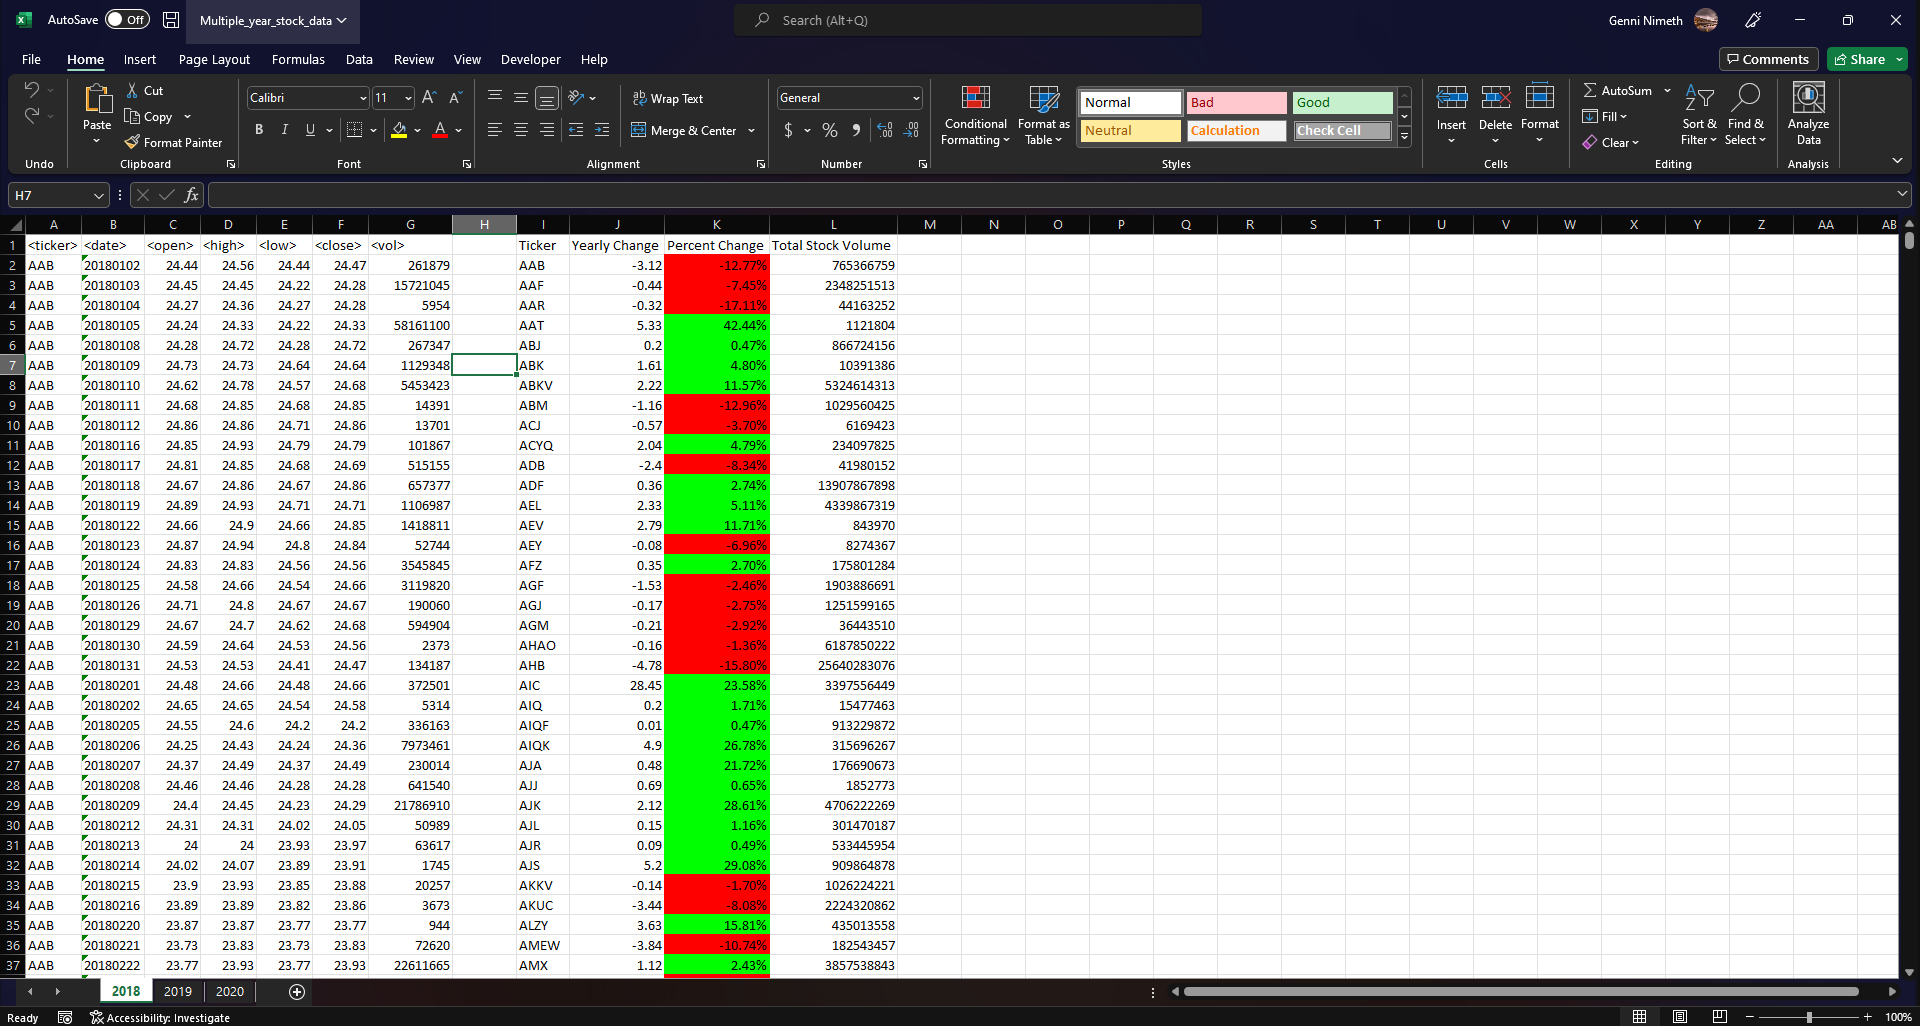 AutoSave Off Multiple_year_stock_data Search (Alt+Q) Genni Nimeth
File Home Insert Page Layout Formulas Data Review View Developer Help Comments Share
Cut
Copy
Format Painter
Paste
Undo Clipboard
Calibri 11
B I U
Font
Wrap Text
Merge & Center
Alignment
General
$ % 9
Number
Conditional Formatting
Format as Table
Normal Bad Good
Neutral Calculation Check Cell
Styles
Insert Delete Format
Cells
AutoSum
Fill
Clear
Sort & Filter
Find & Select
Editing
Analyze Data
Analysis
H7 fx
A B C D E F G H I J K L M N O P Q R S T U V W X Y Z AA AB
1 <ticker> <date> <open> <high> <low> <close> <vol> Ticker Yearly Change Percent Change Total Stock Volume
2 AAB 20180102 24.44 24.56 24.44 24.47 261879 AAB -3.12 -12.77% 765366759
3 AAB 20180103 24.45 24.45 24.22 24.28 15721045 AAF -0.44 -7.45% 2348251513
4 AAB 20180104 24.27 24.36 24.27 24.28 5954 AAR -0.32 -17.11% 44163252
5 AAB 20180105 24.24 24.33 24.22 24.33 58161100 AAT 5.33 42.44% 1121804
6 AAB 20180108 24.28 24.72 24.28 24.72 267347 ABJ 0.2 0.47% 866724156
7 AAB 20180109 24.73 24.73 24.64 24.64 1129348 ABK 1.61 4.80% 10391386
8 AAB 20180110 24.62 24.78 24.57 24.68 5453423 ABKV 2.22 11.57% 5324614313
9 AAB 20180111 24.68 24.85 24.68 24.85 14391 ABM -1.16 -12.96% 1029560425
10 AAB 20180112 24.86 24.86 24.71 24.86 13701 ACJ -0.57 -3.70% 6169423
11 AAB 20180116 24.85 24.93 24.79 24.79 101867 ACYQ 2.04 4.79% 234097825
12 AAB 20180117 24.81 24.85 24.68 24.69 515155 ADB -2.4 -8.34% 41980152
13 AAB 20180118 24.67 24.86 24.67 24.86 657377 ADF 0.36 2.74% 13907867898
14 AAB 20180119 24.89 24.93 24.71 24.71 1106987 AEL 2.33 5.11% 4339867319
15 AAB 20180122 24.66 24.9 24.66 24.85 1418811 AEV 2.79 11.71% 843970
16 AAB 20180123 24.87 24.94 24.8 24.84 52744 AEY -0.08 -6.96% 8274367
17 AAB 20180124 24.83 24.83 24.56 24.56 3545845 AFZ 0.35 2.70% 175801284
18 AAB 20180125 24.58 24.66 24.54 24.66 3119820 AGF -1.53 -2.46% 1903886691
19 AAB 20180126 24.71 24.8 24.67 24.67 190060 AGJ -0.17 -2.75% 1251599165
20 AAB 20180129 24.67 24.7 24.62 24.68 594904 AGM -0.21 -2.92% 36443510
21 AAB 20180130 24.59 24.64 24.53 24.56 2373 AHAO -0.16 -1.36% 6187850222
22 AAB 20180131 24.53 24.53 24.41 24.47 134187 AHB -4.78 -15.80% 25640283076
23 AAB 20180201 24.48 24.66 24.48 24.66 372501 AIC 28.45 23.58% 3397556449
24 AAB 20180202 24.65 24.65 24.54 24.58 5314 AIQ 0.2 1.71% 15477463
25 AAB 20180205 24.55 24.6 24.2 24.2 336163 AIQF 0.01 0.47% 913229872
26 AAB 20180206 24.25 24.43 24.24 24.36 7973461 AIQK 4.9 26.78% 315696267
27 AAB 20180207 24.37 24.49 24.37 24.49 230014 AJA 0.48 21.72% 176690673
28 AAB 20180208 24.46 24.46 24.28 24.28 641540 AJJ 0.69 0.65% 1852773
29 AAB 20180209 24.4 24.45 24.23 24.29 21786910 AJK 2.12 28.61% 4706222269
30 AAB 20180212 24.31 24.31 24.02 24.05 50989 AJL 0.15 1.16% 301470187
31 AAB 20180213 24 24 23.93 23.97 63617 AJR 0.09 0.49% 533445954
32 AAB 20180214 24.02 24.07 23.89 23.91 1745 AJS 5.2 29.08% 909864878
33 AAB 20180215 23.9 23.93 23.85 23.88 20257 AKKV -0.14 -1.70% 1026224221
34 AAB 20180216 23.89 23.89 23.82 23.86 3673 AKUC -3.44 -8.08% 2224320862
35 AAB 20180220 23.87 23.87 23.77 23.77 944 ALZY 3.63 15.81% 435013558
36 AAB 20180221 23.73 23.83 23.73 23.83 72620 AMEW -3.84 -10.74% 182543457
37 AAB 20180222 23.77 23.93 23.77 23.93 22611665 AMX 1.12 2.43% 3857538843
2018 2019 2020
Ready Accessibility: Investigate 100%